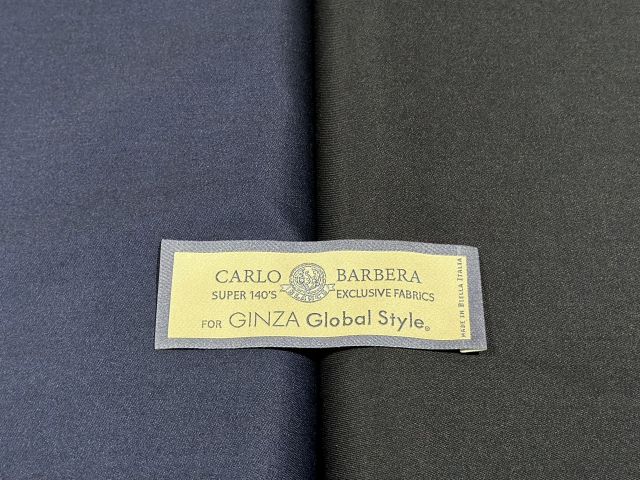 CARLO BARBERA
SUPER 140'S EXCLUSIVE FABRICS
FOR GINZA Global Style®
MADE IN BIELLA ITALIA